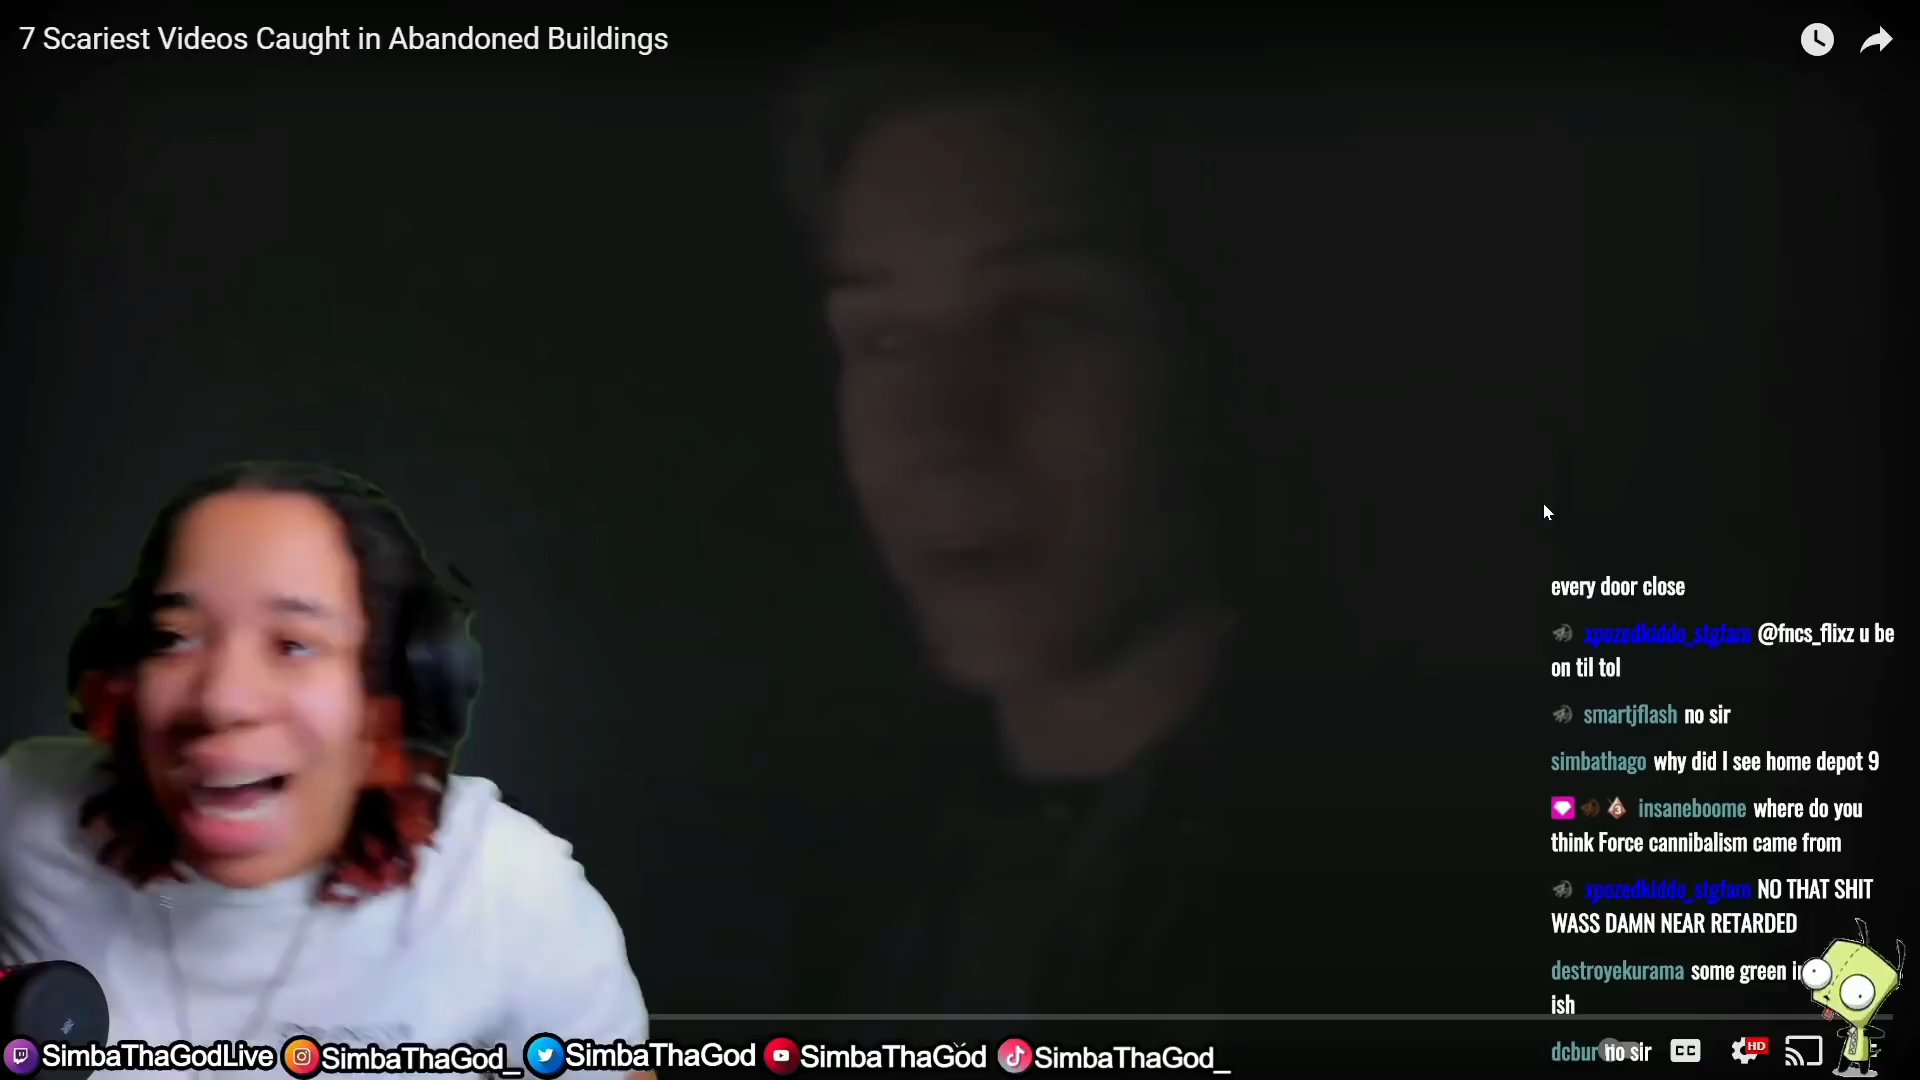 7 Scariest Videos Caught in Abandoned Buildings
every door close
xpozedkiddo_stgfam @fncs_flixz u be
on til tol
smartjflash no sir
simbathago why did I see home depot 9
insaneboome where do you
think Force cannibalism came from
xpozedkiddo_stgfam NO THAT SHIT
WASS DAMN NEAR RETARDED
destroyekurama some green
ish
no sir
CC
HD
SimbaThaGodLive
SimbaThaGod_
SimbaThaGod
SimbaThaGod
SimbaThaGod_